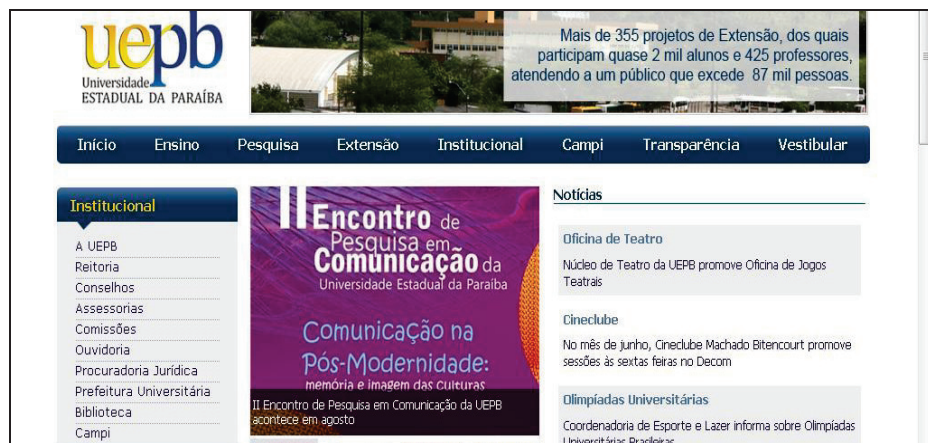 uepb
Universidade
ESTADUAL DA PARAÍBA
Mais de 355 projetos de Extensão, dos quais
participam quase 2 mil alunos e 425 professores,
atendendo a um público que excede 87 mil pessoas.
Início Ensino Pesquisa Extensão Institucional Campi Transparência Vestibular
Institucional
A UEPB
Reitoria
Conselhos
Assessorias
Comissões
Ouvidoria
Procuradoria Jurídica
Prefeitura Universitária
Biblioteca
Campi
II Encontro de
Pesquisa em
Comunicação da
Universidade Estadual da Paraíba
Comunicação na
Pós-Modernidade:
memória e imagem das culturas
II Encontro de Pesquisa em Comunicação da UEPB
acontece em agosto
Notícias
Oficina de Teatro
Núcleo de Teatro da UEPB promove Oficina de Jogos
Teatrais
Cineclube
No mês de junho, Cineclube Machado Bitencourt promove
sessões às sextas feiras no Decom
Olimpíadas Universitárias
Coordenadoria de Esporte e Lazer informa sobre Olimpíadas
Universitárias Brasileiras